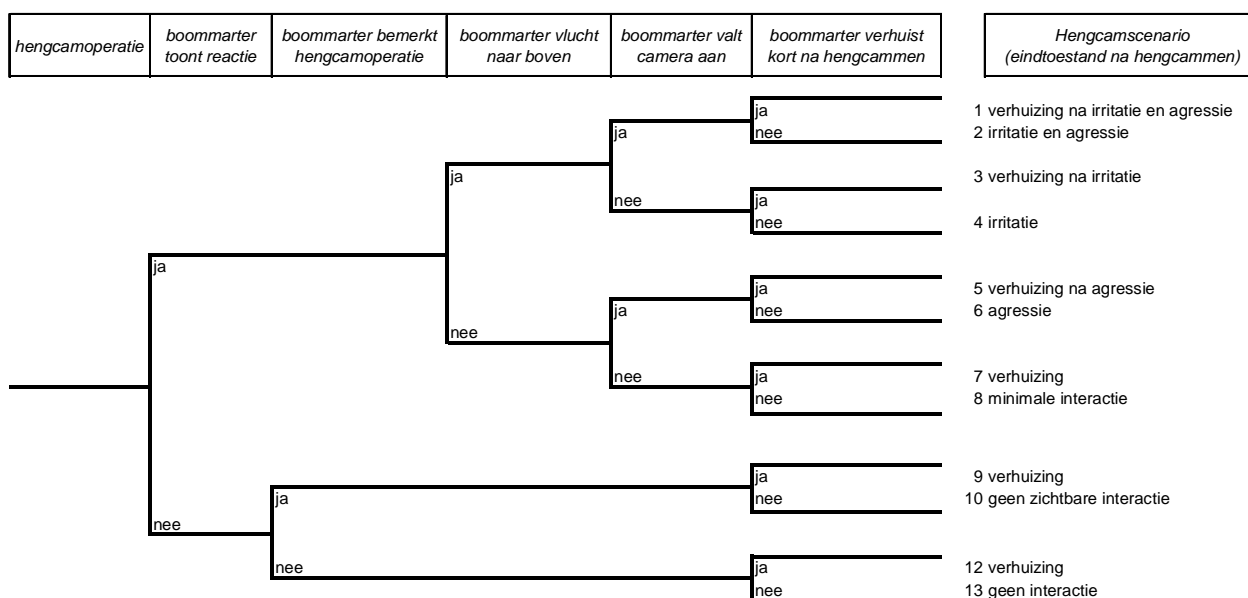 hengcamoperatie
boommarter
toont reactie
boommarter bemerkt
hengcamoperatie
boommarter vlucht
naar boven
boommarter valt
camera aan
boommarter verhuist
kort na hengcammen
Hengcamscenario
(eindtoestand na hengcammen)
ja
1 verhuizing na irritatie en agressie
ja
nee
2 irritatie en agressie
ja
3 verhuizing na irritatie
nee
ja
nee
4 irritatie
ja
ja
5 verhuizing na agressie
ja
nee
6 agressie
nee
nee
ja
7 verhuizing
nee
8 minimale interactie
ja
9 verhuizing
ja
nee
10 geen zichtbare interactie
nee
nee
ja
12 verhuizing
nee
13 geen interactie